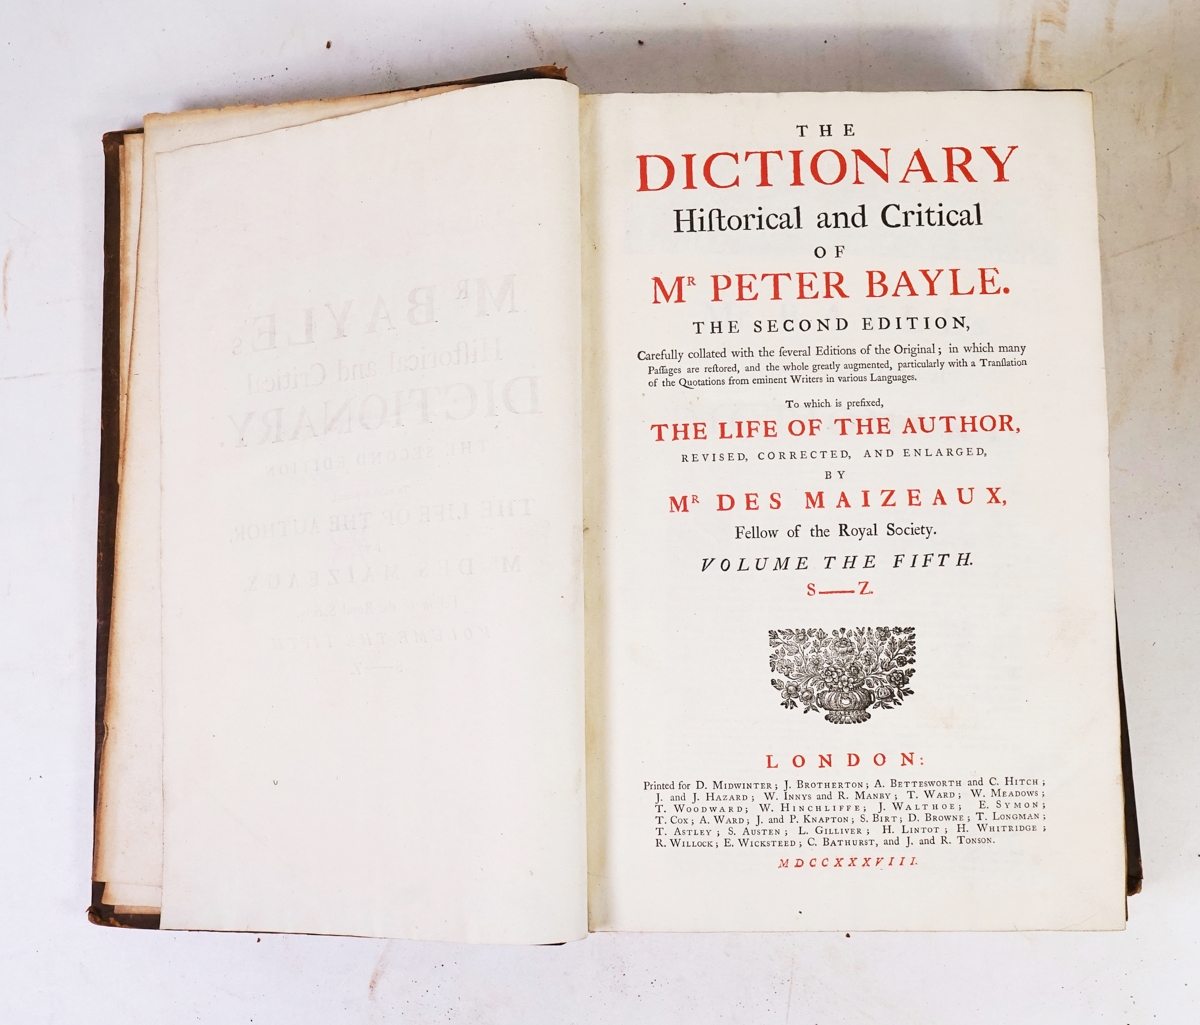 THE
DICTIONARY
Hiſtorical and Critical
OF
Mʀ PETER BAYLE.
THE SECOND EDITION,
Carefully collated with the ſeveral Editions of the Original; in which many
Paſſages are reſtored, and the whole greatly augmented, particularly with a Tranſlation
of the Quotations from eminent Writers in various Languages.
To which is prefixed,
THE LIFE OF THE AUTHOR,
REVISED, CORRECTED, AND ENLARGED,
BY
Mʀ DES MAIZEAUX,
Fellow of the Royal Society.
VOLUME THE FIFTH.
S——Z.
LONDON:
Printed for D. MIDWINTER; J. BROTHERTON; A. BETTESWORTH and C. HITCH;
J. and J. HAZARD; W. INNYS and R. MANBY; T. WARD; W. MEADOWS;
T. WOODWARD; W. HINCHLIFFE; J. WALTHOE; E. SYMON;
T. COX; A. WARD; J. and P. KNAPTON; S. BIRT; D. BROWNE; T. LONGMAN;
T. ASTLEY; S. AUSTEN; L. GILLIVER; H. LINTOT; H. WHITRIDGE;
R. WILLOCK; E. WICKSTEED; C. BATHURST, and J. and R. TONSON.
MDCCXXXVIII.